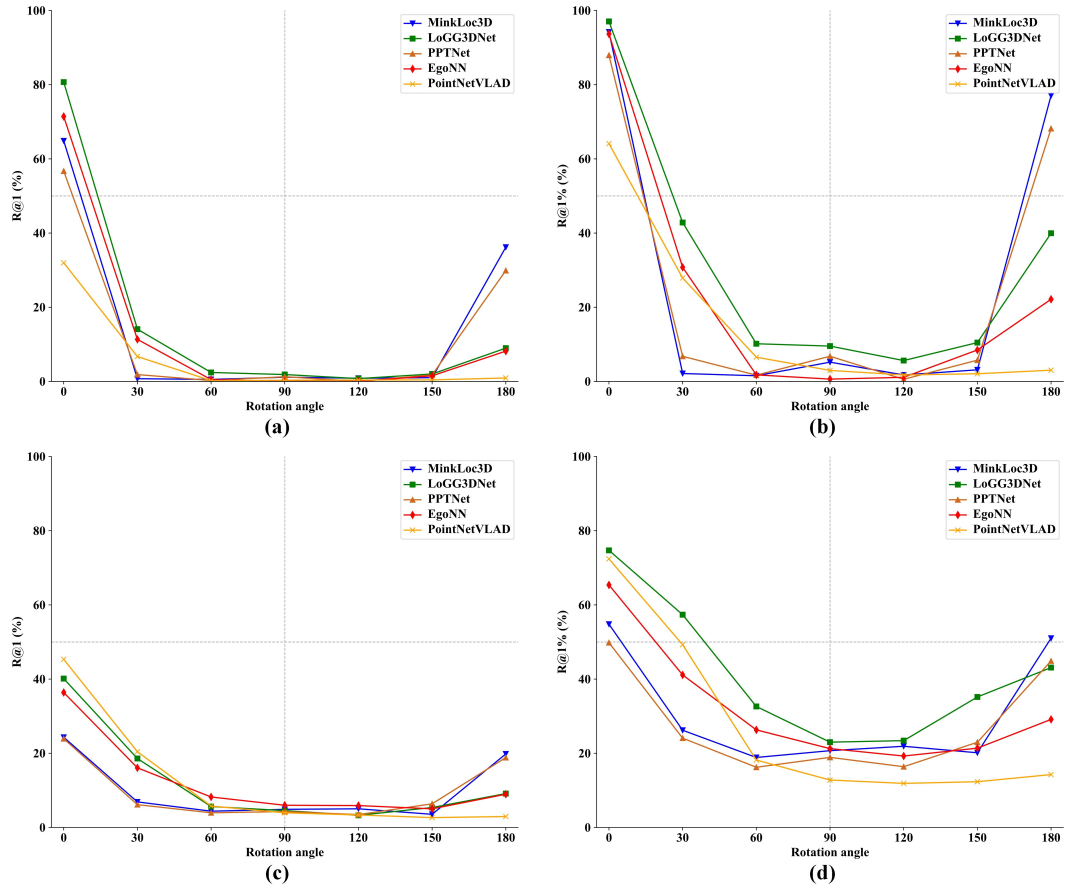 100
80
60
40
20
0
R@1 (%)
MinkLoc3D
LoGG3DNet
PPTNet
EgoNN
PointNetVLAD
0 30 60 90 120 150 180
Rotation angle
(a)
100
80
60
40
20
0
R@1% (%)
MinkLoc3D
LoGG3DNet
PPTNet
EgoNN
PointNetVLAD
0 30 60 90 120 150 180
Rotation angle
(b)
100
80
60
40
20
0
R@1 (%)
MinkLoc3D
LoGG3DNet
PPTNet
EgoNN
PointNetVLAD
0 30 60 90 120 150 180
Rotation angle
(c)
100
80
60
40
20
0
R@1% (%)
MinkLoc3D
LoGG3DNet
PPTNet
EgoNN
PointNetVLAD
0 30 60 90 120 150 180
Rotation angle
(d)